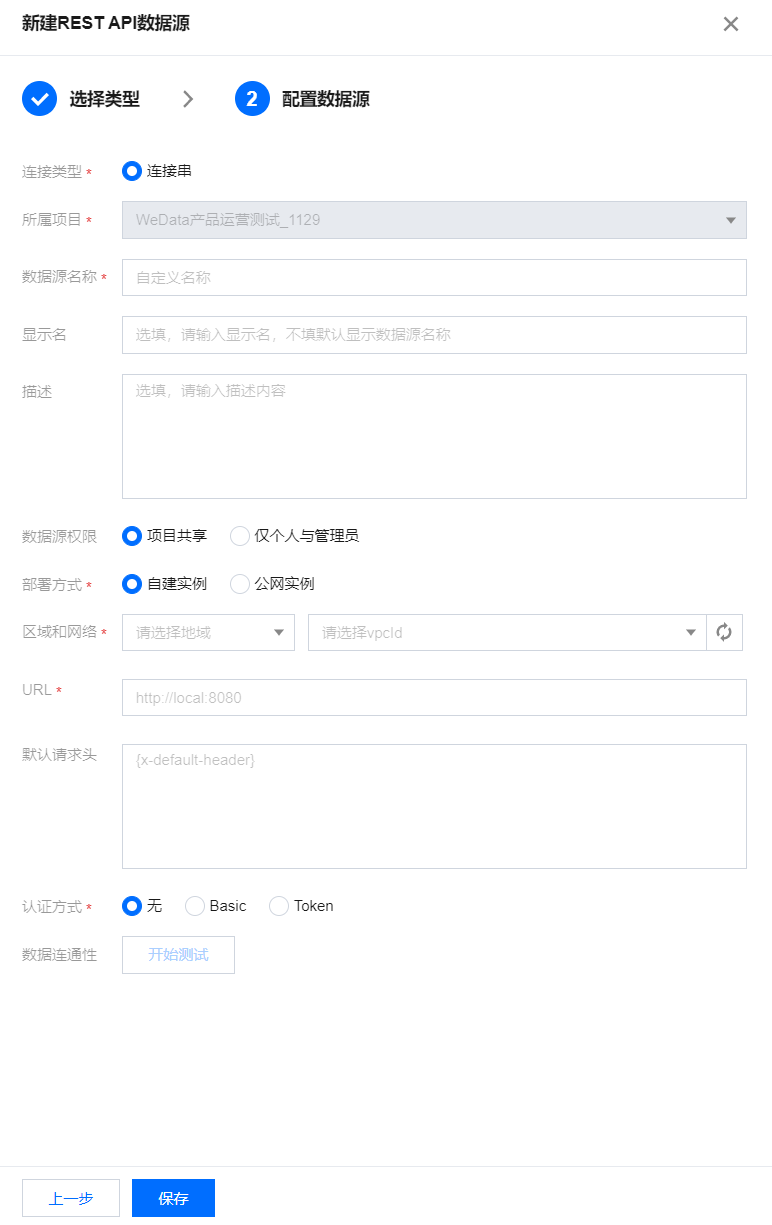 新建REST API数据源
选择类型 2 配置数据源
连接类型 * 连接串
所属项目 * WeData产品运营测试_1129
数据源名称 * 自定义名称
显示名 选填，请输入显示名，不填默认显示数据源名称
描述 选填，请输入描述内容
数据源权限 项目共享 仅个人与管理员
部署方式 * 自建实例 公网实例
区域和网络 * 请选择地域 请选择vpcId
URL * http://local:8080
默认请求头 {x-default-header}
认证方式 * 无 Basic Token
数据连通性 开始测试
上一步 保存